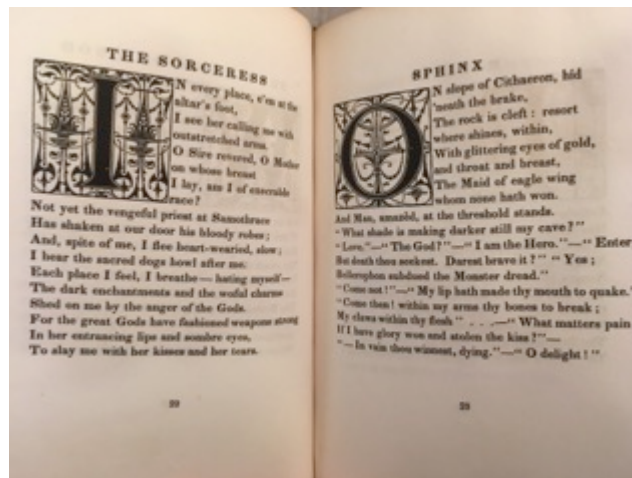 THE SORCERESS
IN every place, e'en at the
altar's foot,
I see her calling me with
outstretched arms.
O Sire revered, O Mother
on whose breast
I lay, am I of execrable
race?
Not yet the vengeful priest at Samothrace
Has shaken at our door his bloody robes;
And, spite of me, I flee heart-wearied, slow;
I hear the sacred dogs howl after me.
Each place I feel, I breathe—hating myself—
The dark enchantments and the woful charms
Shed on me by the anger of the Gods.
For the great Gods have fashioned weapons strong
In her entrancing lips and sombre eyes,
To slay me with her kisses and her tears.
29
SPHINX
ON slope of Cithaeron, hid
'neath the brake,
The rock is cleft: resort
where shines, within,
With glittering eyes of gold,
and throat and breast,
The Maid of eagle wing
whom none hath won.
And Man, amazèd, at the threshold stands.
"What shade is making darker still my cave?"
"Love."—"The God?"—"I am the Hero."—"Enter
But death thou seekest. Darest brave it?" "Yes;
Bellerophon subdued the Monster dread."
"Come not!"—"My lip hath made thy mouth to quake."
"Come then! within my arms thy bones to break;
My claws within thy flesh" . . .—"What matters pain
If I have glory won and stolen the kiss?"—
"—In vain thou winnest, dying."—"O delight!"
28